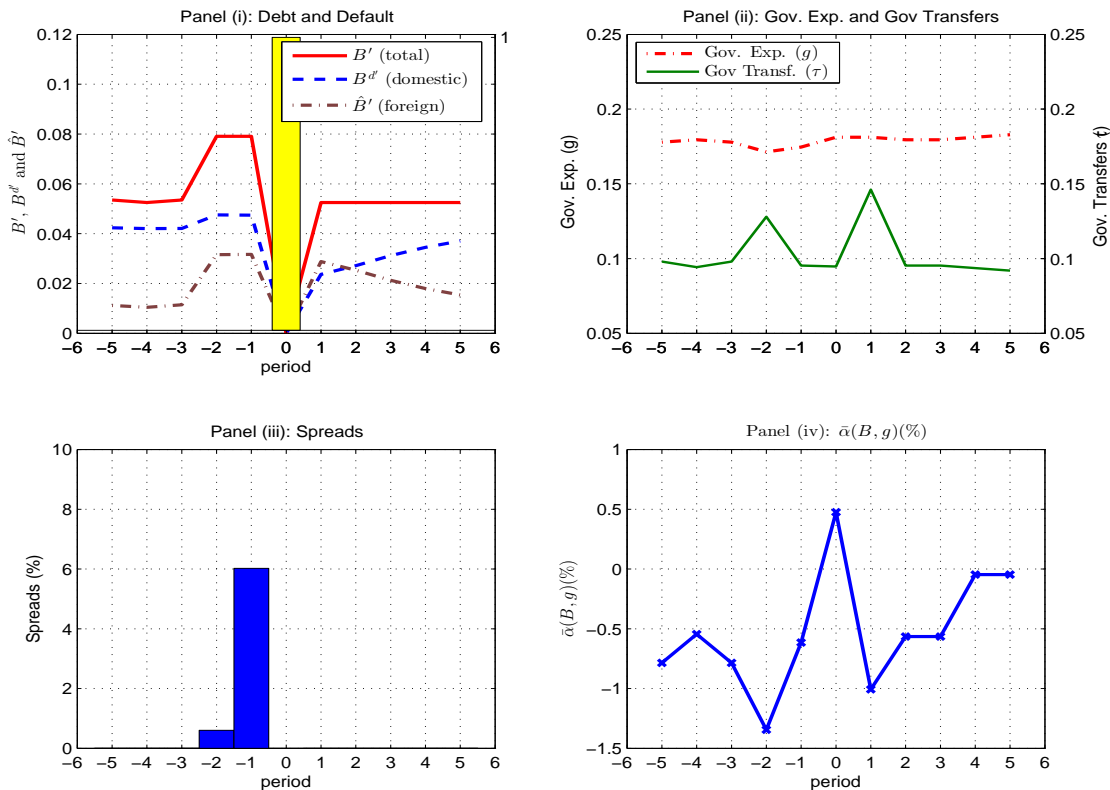 Panel (i): Debt and Default
0.12
0.1
0.08
0.06
0.04
0.02
0
1
B′, B^d′ and B̂′
B′ (total)
B^d′ (domestic)
B̂′ (foreign)
−6 −5 −4 −3 −2 −1 0 1 2 3 4 5 6
period
Panel (ii): Gov. Exp. and Gov Transfers
0.25
0.2
0.15
0.1
0.05
Gov. Exp. (g)
Gov. Exp. (g)
Gov Transf. (τ)
0.25
0.2
0.15
0.1
0.05
Gov. Transfers (τ)
−6 −5 −4 −3 −2 −1 0 1 2 3 4 5 6
period
Panel (iii): Spreads
10
8
6
4
2
0
Spreads (%)
−6 −5 −4 −3 −2 −1 0 1 2 3 4 5 6
period
Panel (iv): ᾱ(B, g)(%)
1
0.5
0
−0.5
−1
−1.5
ᾱ(B, g)(%)
−6 −5 −4 −3 −2 −1 0 1 2 3 4 5 6
period